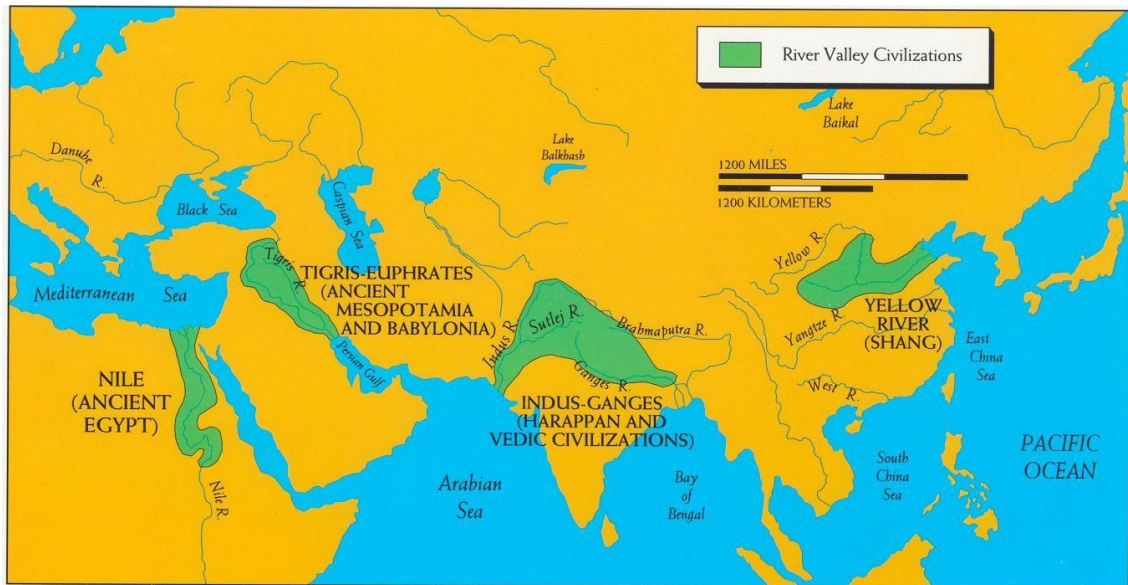 River Valley Civilizations
Lake
Baikal
Lake
Balkhash
1200 MILES
1200 KILOMETERS
Danube
R.
Black Sea
Caspian Sea
Mediterranean Sea
Tigris R.
TIGRIS-EUPHRATES
(ANCIENT
MESOPOTAMIA
AND BABYLONIA)
Persian Gulf
NILE
(ANCIENT
EGYPT)
Nile R.
Indus R.
Sutlej R.
Brahmaputra R.
Ganges R.
INDUS-GANGES
(HARAPPAN AND
VEDIC CIVILIZATIONS)
Yellow R.
Yangtze R.
YELLOW
RIVER
(SHANG)
West R.
East
China
Sea
South
China
Sea
PACIFIC
OCEAN
Arabian
Sea
Bay
of
Bengal